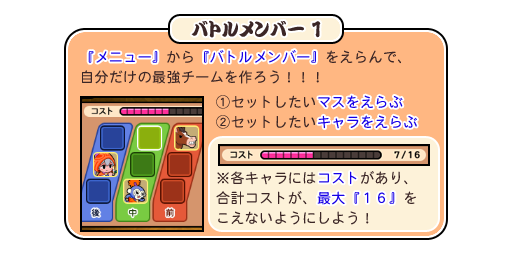 バトルメンバー 1
『メニュー』から『バトルメンバー』をえらんで、
自分だけの最強チームを作ろう！！！
コスト
後 中 前
①セットしたいマスをえらぶ
②セットしたいキャラをえらぶ
コスト 7/16
※各キャラにはコストがあり、
合計コストが、最大『１６』を
こえないようにしよう！